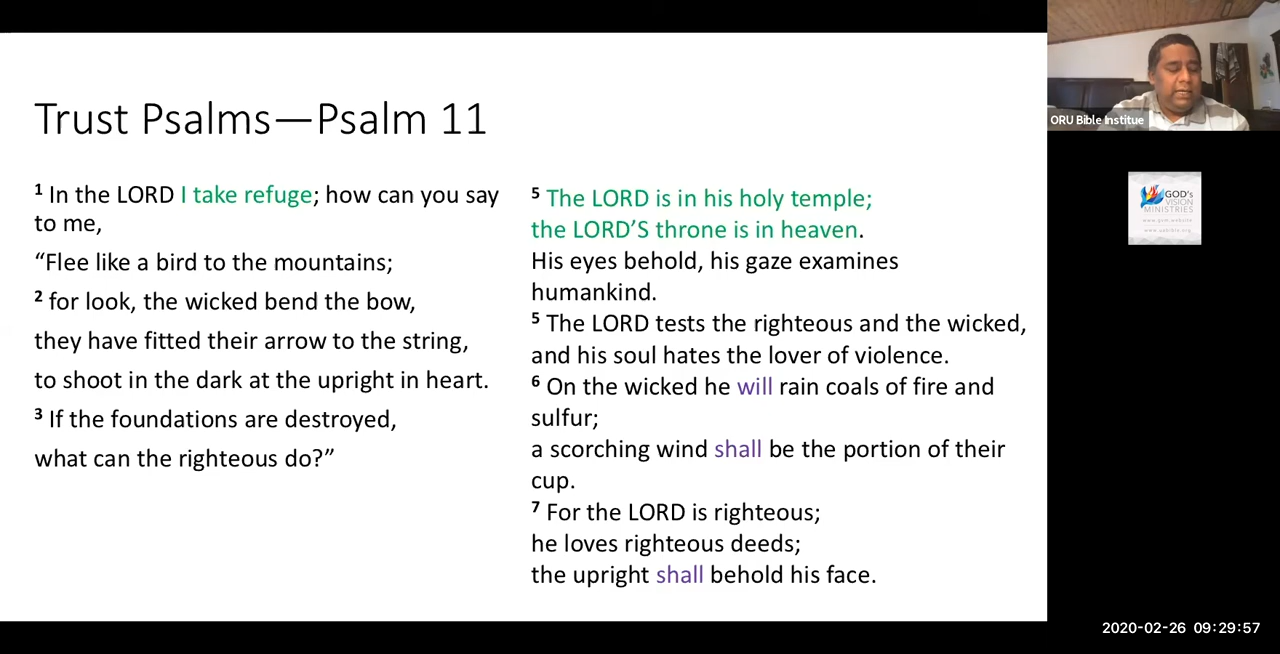 Trust Psalms—Psalm 11
1 In the LORD I take refuge; how can you say
to me,
“Flee like a bird to the mountains;
2 for look, the wicked bend the bow,
they have fitted their arrow to the string,
to shoot in the dark at the upright in heart.
3 If the foundations are destroyed,
what can the righteous do?”
5 The LORD is in his holy temple;
the LORD’S throne is in heaven.
His eyes behold, his gaze examines
humankind.
5 The LORD tests the righteous and the wicked,
and his soul hates the lover of violence.
6 On the wicked he will rain coals of fire and
sulfur;
a scorching wind shall be the portion of their
cup.
7 For the LORD is righteous;
he loves righteous deeds;
the upright shall behold his face.
ORU Bible Institue
GOD's
VISION
MINISTRIES
2020-02-26 09:29:57